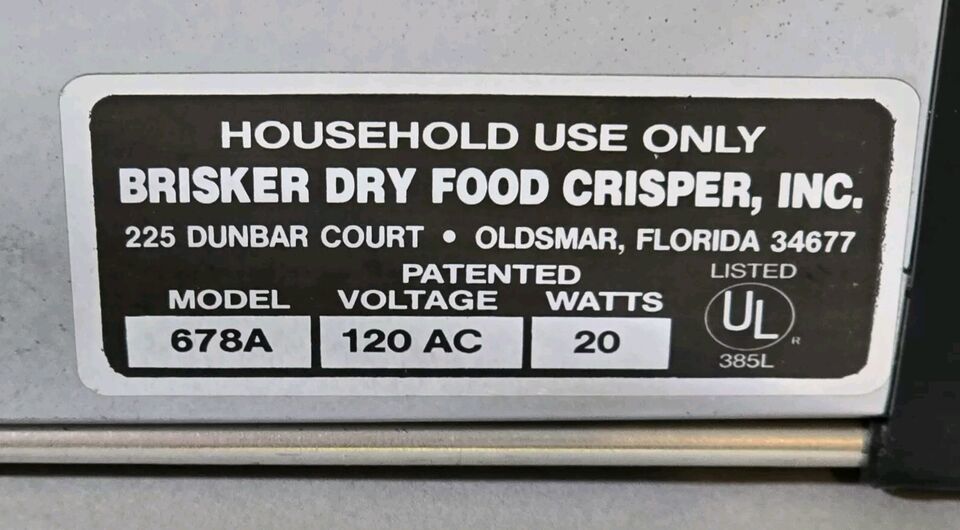 HOUSEHOLD USE ONLY
BRISKER DRY FOOD CRISPER, INC.
225 DUNBAR COURT • OLDSMAR, FLORIDA 34677
PATENTED
MODEL VOLTAGE WATTS
678A 120 AC 20
LISTED
UL
R
385L